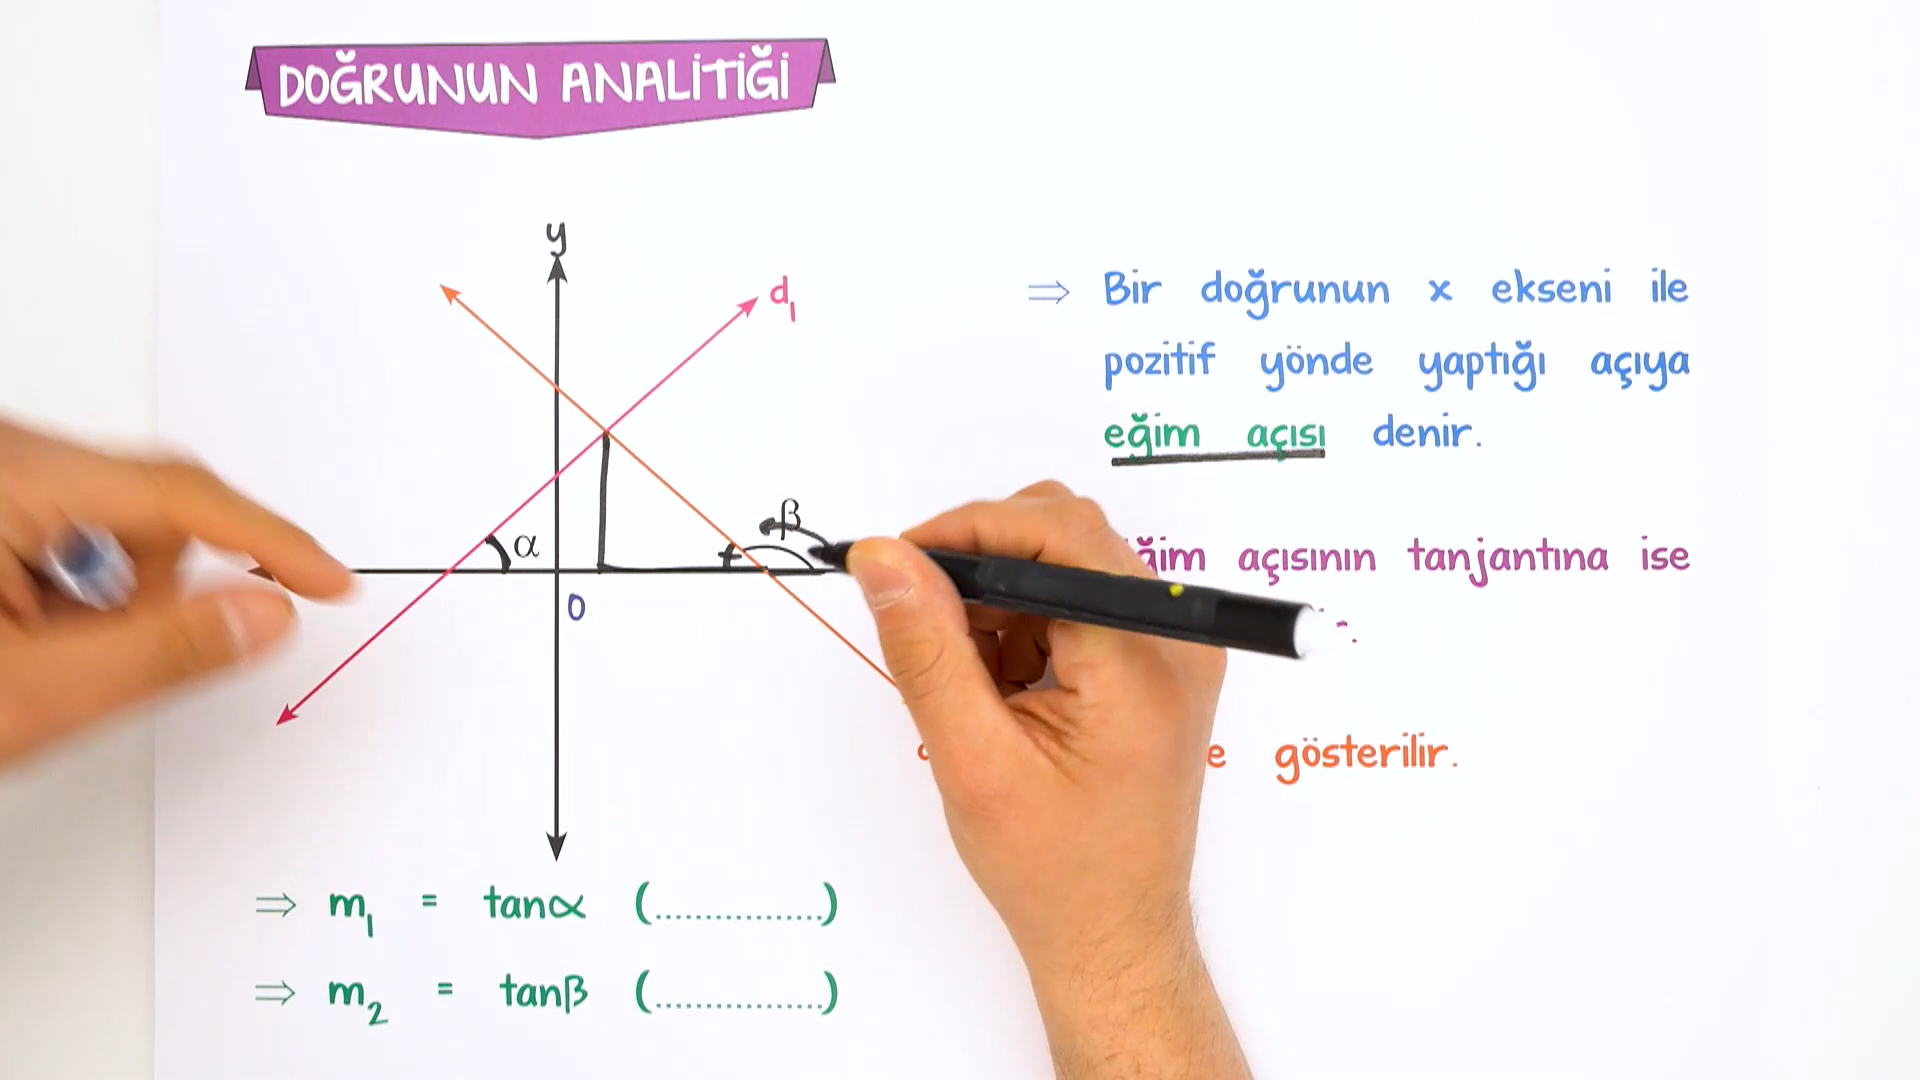 DOĞRUNUN ANALİTİĞİ
y
d1
β
α
0
⇒ Bir doğrunun x ekseni ile
pozitif yönde yaptığı açıya
eğim açısı denir.
açısının tanjantına ise
gösterilir.
⇒ m1 = tanα (...............)
⇒ m2 = tanβ (...............)